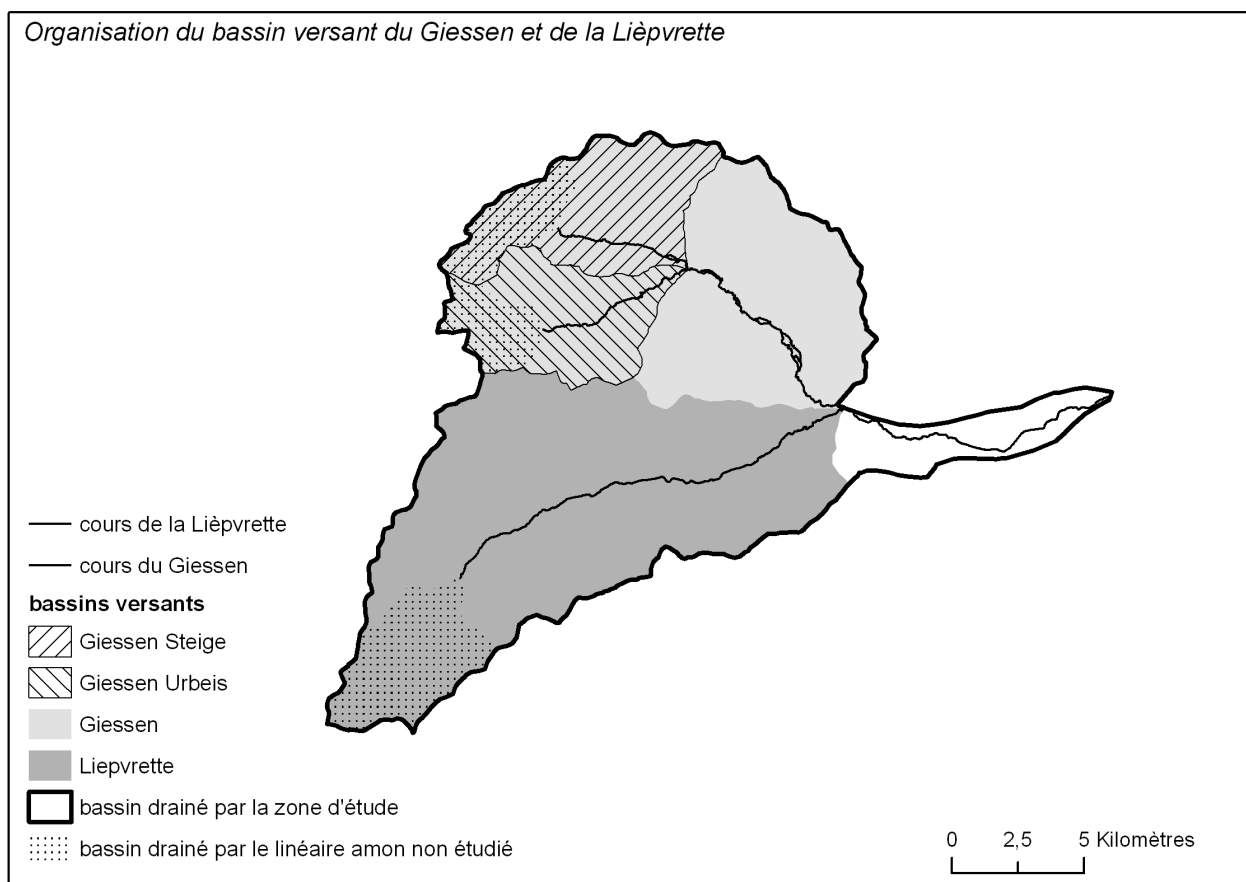 Organisation du bassin versant du Giessen et de la Lièpvrette
cours de la Lièpvrette
cours du Giessen
bassins versants
Giessen Steige
Giessen Urbeis
Giessen
Liepvrette
bassin drainé par la zone d'étude
bassin drainé par le linéaire amon non étudié
0 2,5 5 Kilomètres